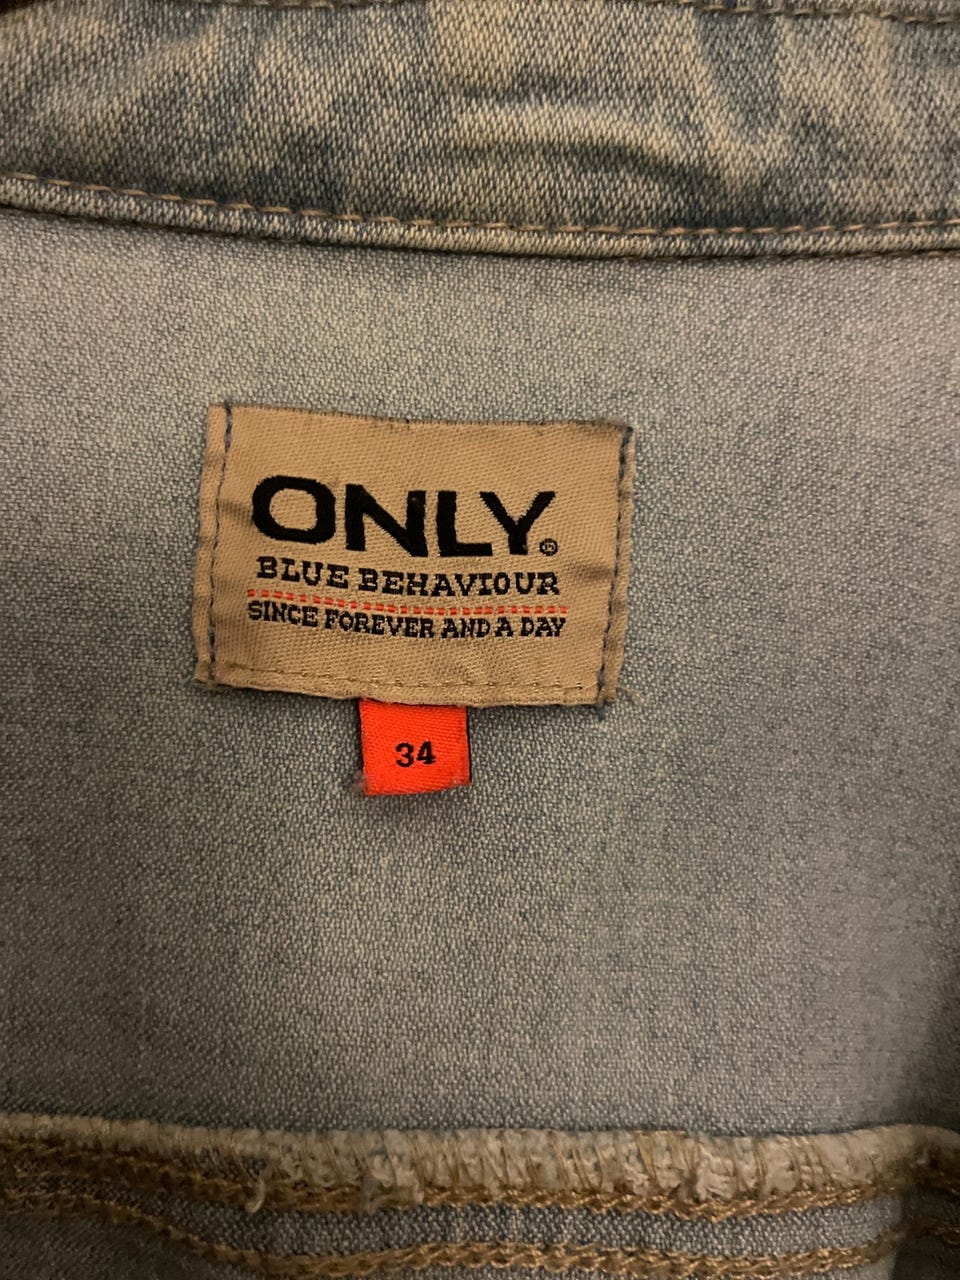 ONLY.®
BLUE BEHAVIOUR
SINCE FOREVER AND A DAY
34